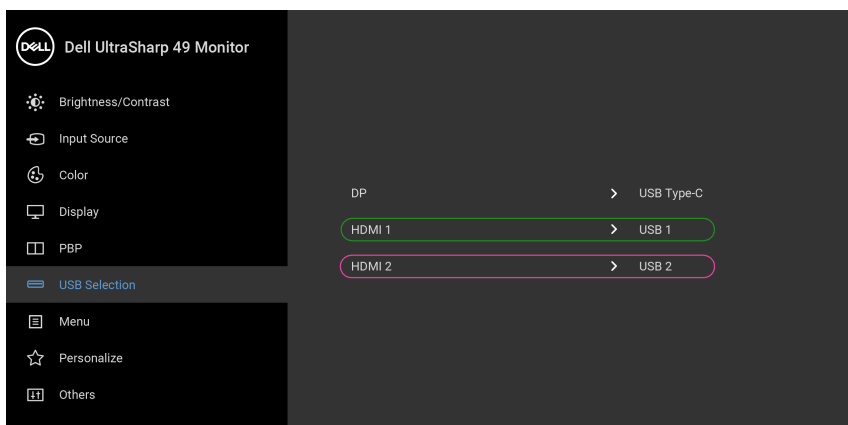 DELL
Dell UltraSharp 49 Monitor
Brightness/Contrast
Input Source
Color
Display
PBP
USB Selection
Menu
Personalize
Others
DP > USB Type-C
HDMI 1 > USB 1
HDMI 2 > USB 2